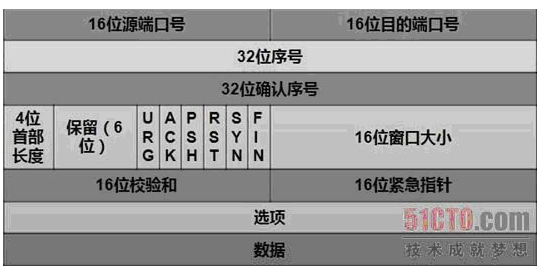 16位源端口号 16位目的端口号
32位序号
32位确认序号
4位首部长度 保留（6位） URG ACK PSH RST SYN FIN 16位窗口大小
16位校验和 16位紧急指针
选项
数据
51CTO.com
技术成就梦想